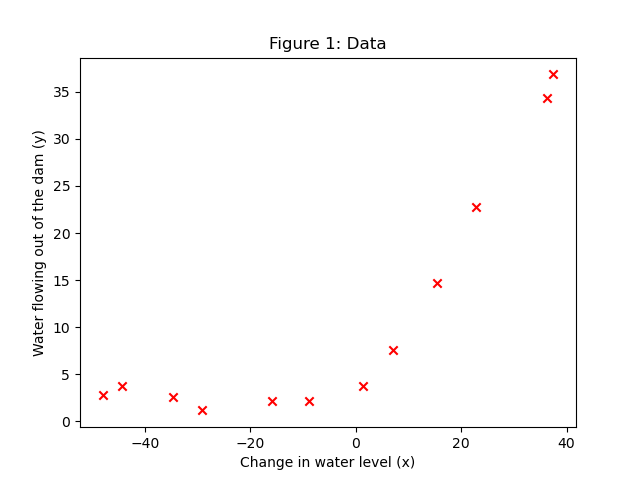 Figure 1: Data
35
30
25
20
15
10
5
0
Water flowing out of the dam (y)
−40 −20 0 20 40
Change in water level (x)